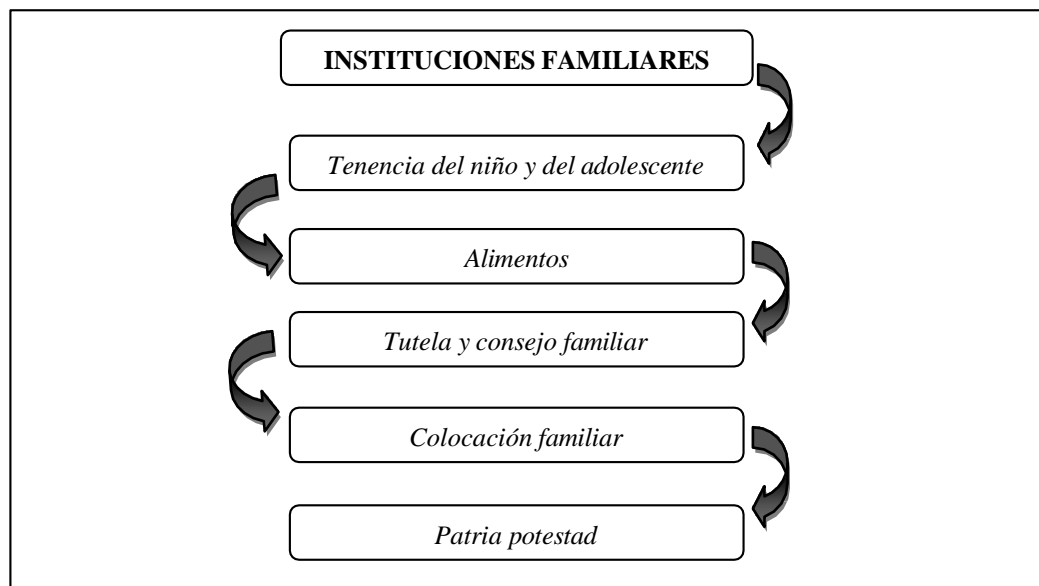 INSTITUCIONES FAMILIARES
Tenencia del niño y del adolescente
Alimentos
Tutela y consejo familiar
Colocación familiar
Patria potestad